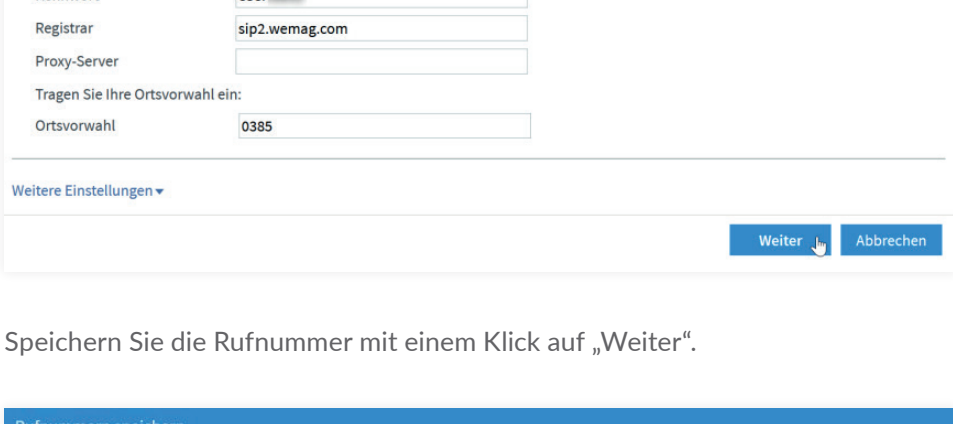 Registrar
sip2.wemag.com
Proxy-Server
Tragen Sie Ihre Ortsvorwahl ein:
Ortsvorwahl
0385
Weitere Einstellungen
Weiter
Abbrechen
Speichern Sie die Rufnummer mit einem Klick auf „Weiter“.